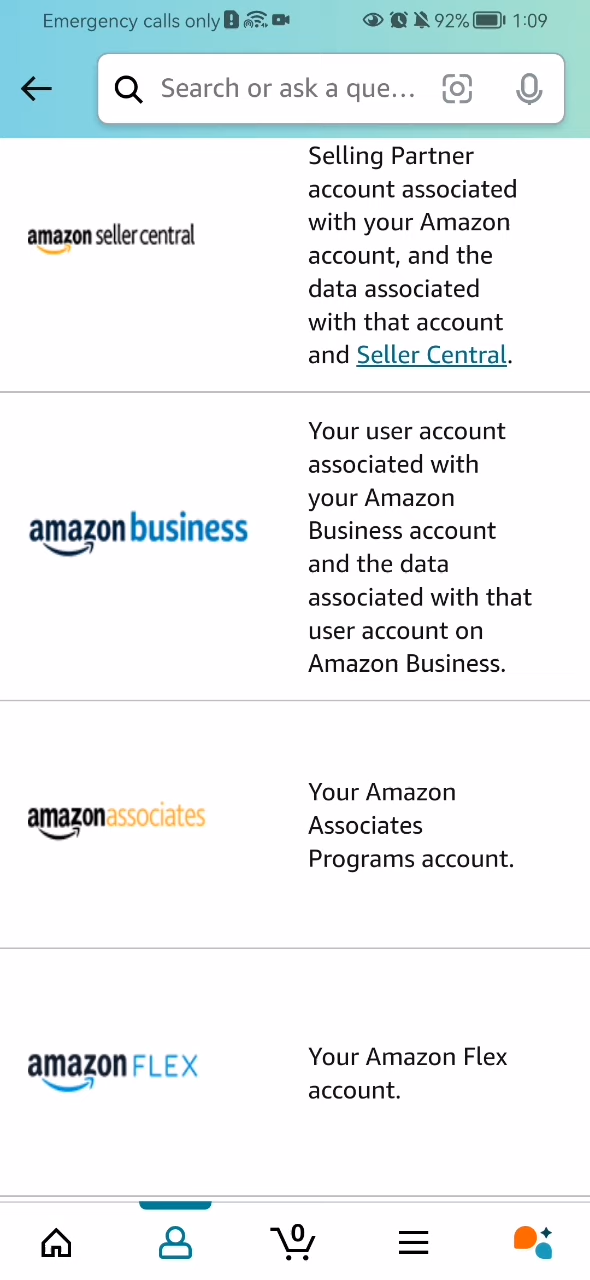 Emergency calls only 92% 1:09
Search or ask a que...
Selling Partner
account associated
with your Amazon
account, and the
data associated
with that account
and Seller Central.
amazon seller central
Your user account
associated with
your Amazon
Business account
and the data
associated with that
user account on
Amazon Business.
amazon business
Your Amazon
Associates
Programs account.
amazon associates
Your Amazon Flex
account.
amazon FLEX
0